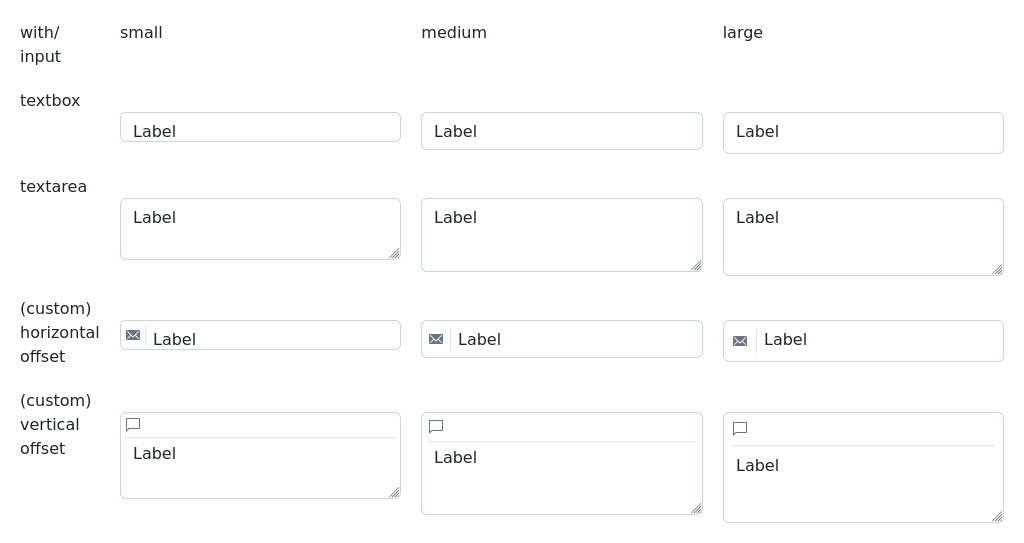 with/
input
small
medium
large
textbox
Label
Label
Label
textarea
Label
Label
Label
(custom)
horizontal
offset
Label
Label
Label
(custom)
vertical
offset
Label
Label
Label